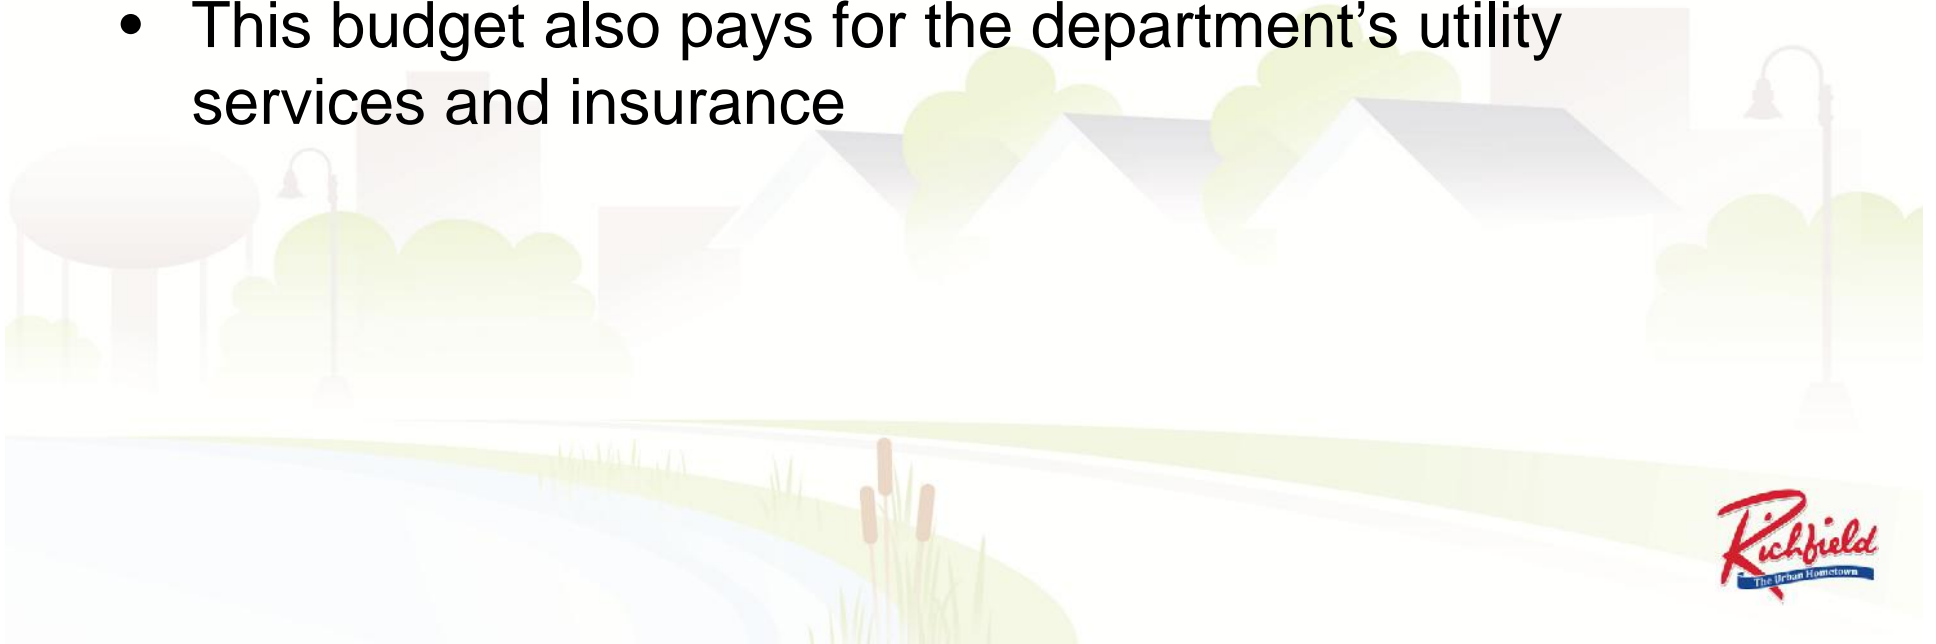 • This budget also pays for the department’s utility
services and insurance
Richfield
The Urban Hometown